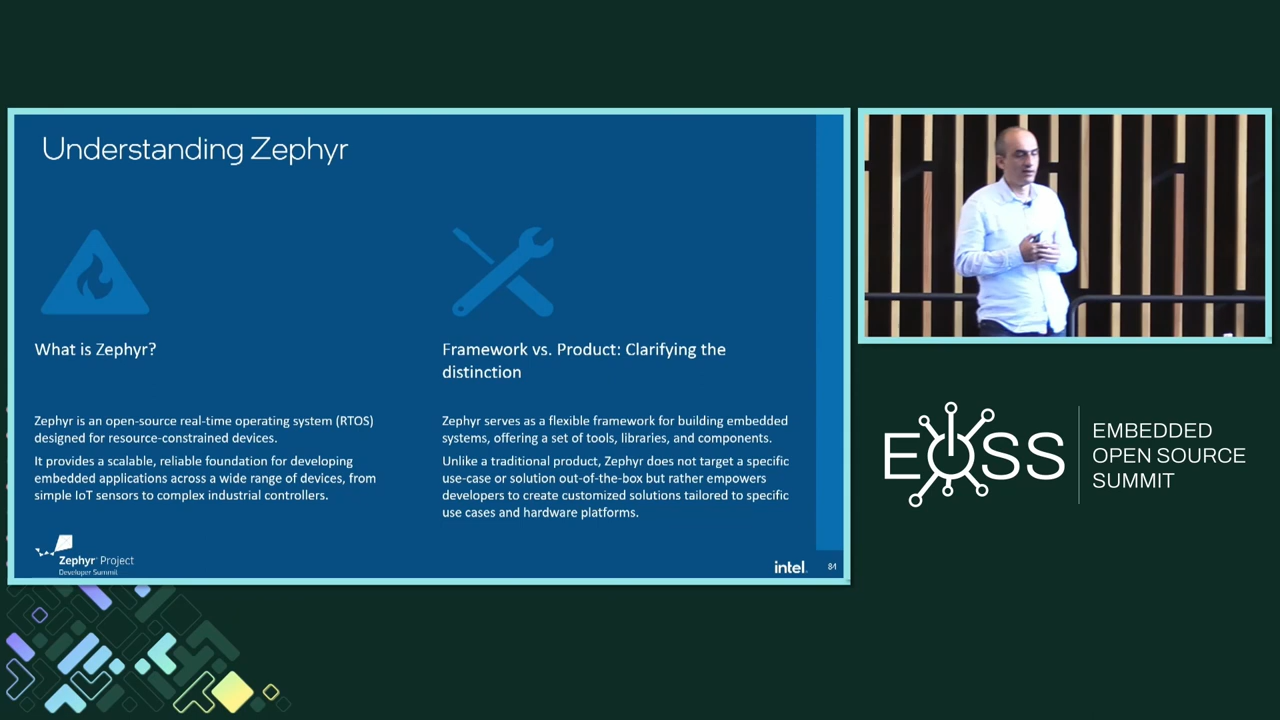 Understanding Zephyr
What is Zephyr?
Zephyr is an open-source real-time operating system (RTOS)
designed for resource-constrained devices.
It provides a scalable, reliable foundation for developing
embedded applications across a wide range of devices, from
simple IoT sensors to complex industrial controllers.
Framework vs. Product: Clarifying the
distinction
Zephyr serves as a flexible framework for building embedded
systems, offering a set of tools, libraries, and components.
Unlike a traditional product, Zephyr does not target a specific
use-case or solution out-of-the-box but rather empowers
developers to create customized solutions tailored to specific
use cases and hardware platforms.
Zephyr® Project
Developer Summit
intel.
84
EOSS
EMBEDDED
OPEN SOURCE
SUMMIT